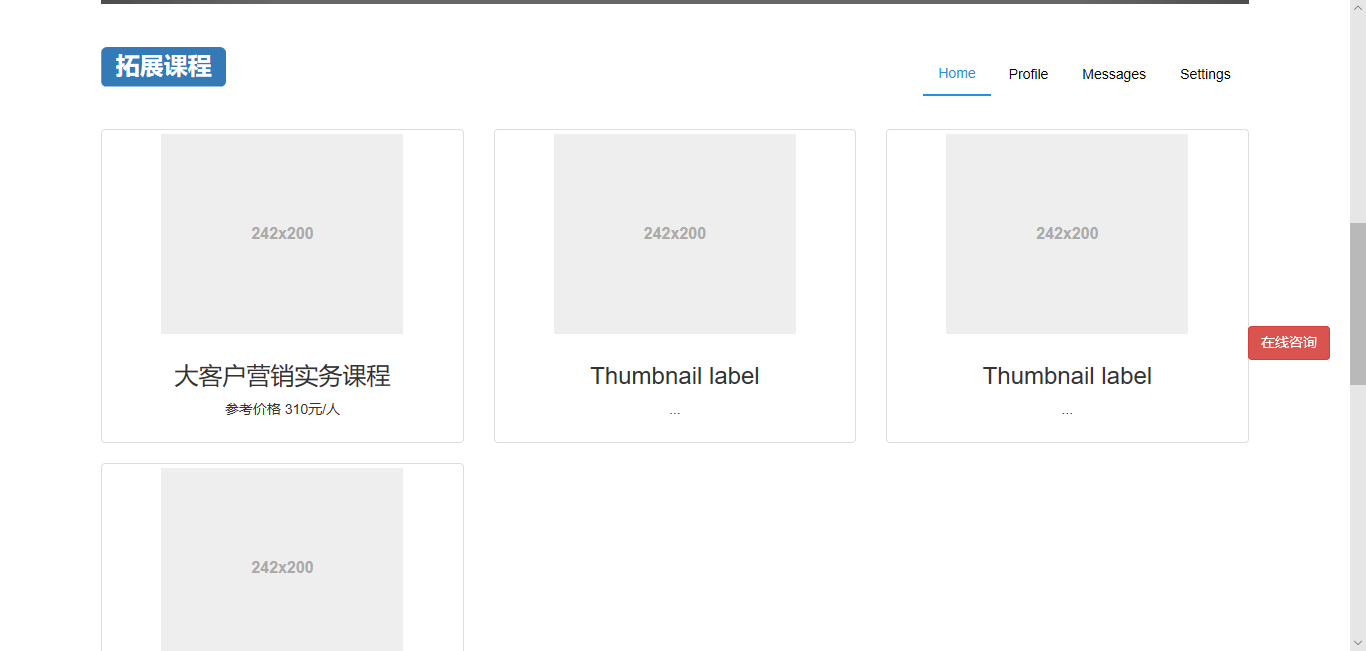 拓展课程
Home Profile Messages Settings
242x200 242x200 242x200
在线咨询
大客户营销实务课程 Thumbnail label Thumbnail label
参考价格 310元/人 ... ...
242x200